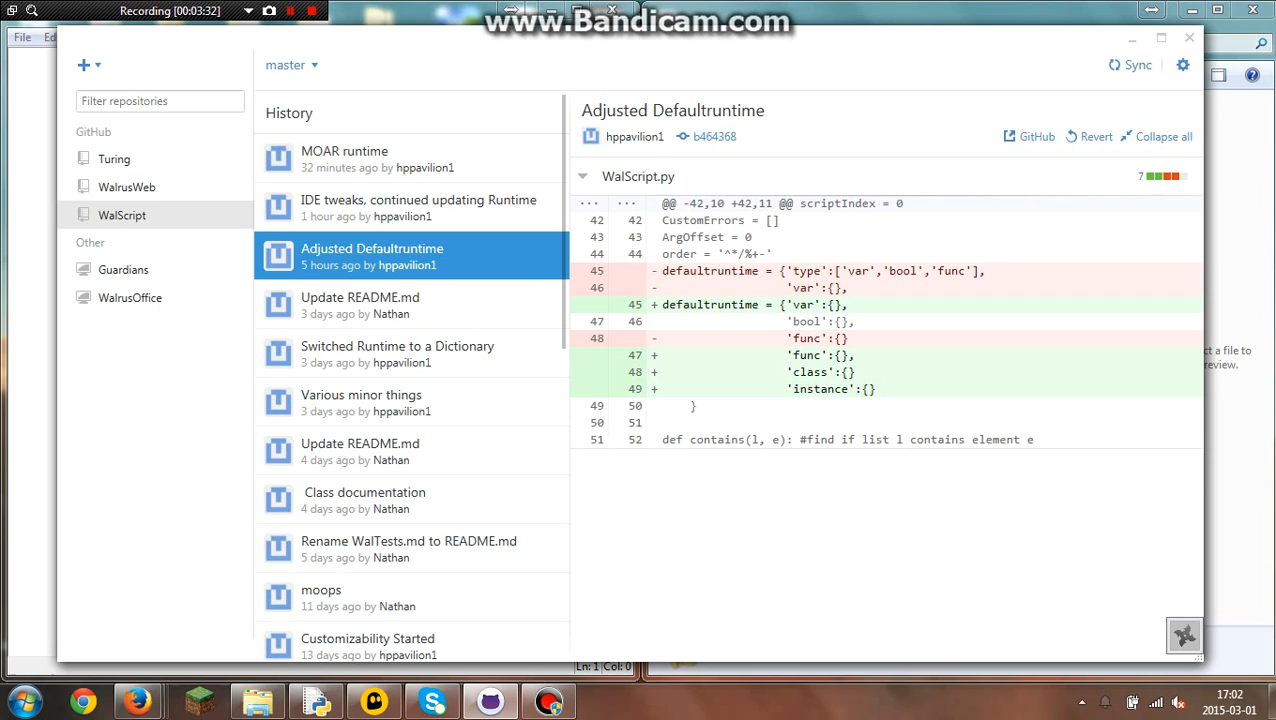 Recording [00:03:32]
www.Bandicam.com
File Ed
master
Sync
Filter repositories
GitHub
Turing
WalrusWeb
WalScript
Other
Guardians
WalrusOffice
History
MOAR runtime
32 minutes ago by hppavilion1
IDE tweaks, continued updating Runtime
1 hour ago by hppavilion1
Adjusted Defaultruntime
5 hours ago by hppavilion1
Update README.md
3 days ago by Nathan
Switched Runtime to a Dictionary
3 days ago by hppavilion1
Various minor things
3 days ago by hppavilion1
Update README.md
4 days ago by Nathan
Class documentation
4 days ago by Nathan
Rename WalTests.md to README.md
5 days ago by Nathan
moops
11 days ago by Nathan
Customizability Started
13 days ago by hppavilion1
Adjusted Defaultruntime
hppavilion1 b464368 GitHub Revert Collapse all
WalScript.py 7
... ... @@ -42,10 +42,11 @@ scriptIndex = 0
42 42 CustomErrors = []
43 43 ArgOffset = 0
44 44 order = '^*/%+-'
45 - defaultruntime = {'type':['var','bool','func'],
46 - 'var':{},
45 + defaultruntime = {'var':{},
47 46 'bool':{},
48 - 'func':{}
47 + 'func':{},
48 + 'class':{}
49 + 'instance':{}
49 50 }
50 51
51 52 def contains(l, e): #find if list l contains element e
ct a file to
review.
Ln: 1 Col: 0
17:02
2015-03-01